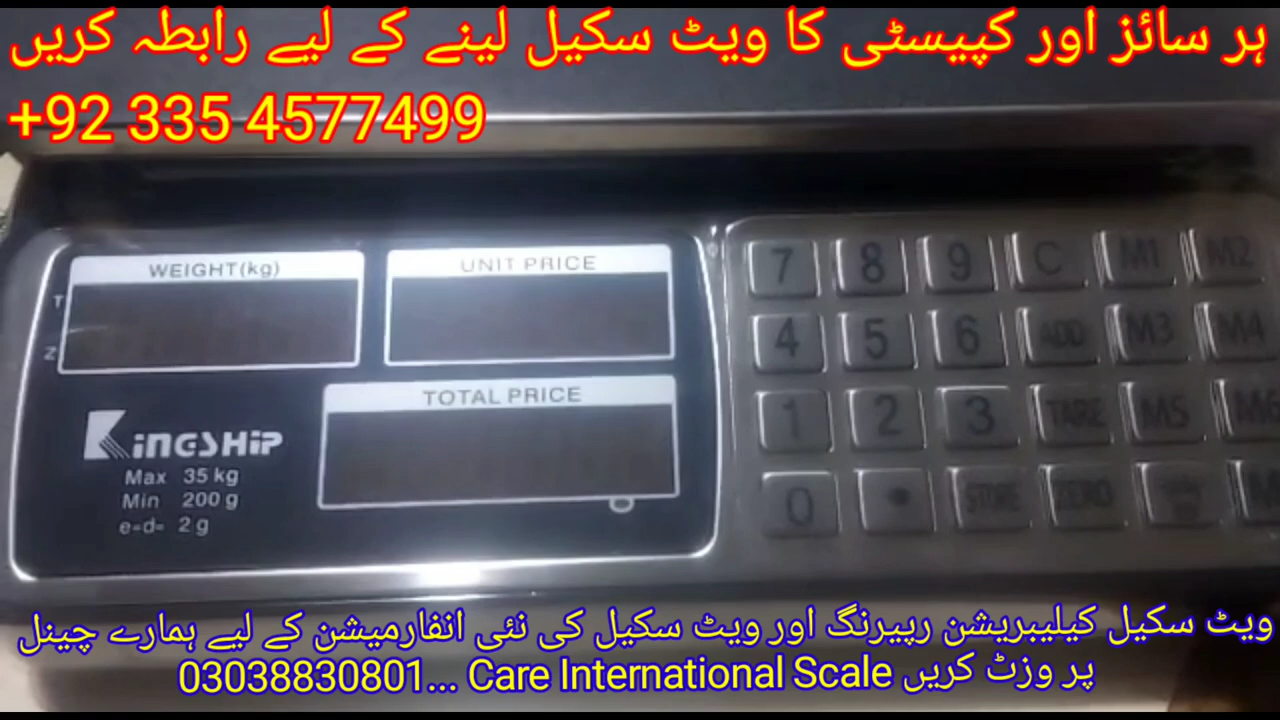 ہر سائز اور کپیسٹی کا ویٹ سکیل لینے کے لیے رابطہ کریں
+92 335 4577499
WEIGHT(kg) UNIT PRICE
T
Z
TOTAL PRICE
KiNGSHiP
Max 35 kg
Min 200 g
e=d= 2 g
7 8 9 C M1 M2
4 5 6 ADD M3 M4
1 2 3 TARE M5 M6
0 • STORE ZERO
ویٹ سکیل کیلیبریشن رپیرنگ اور ویٹ سکیل کی نئی انفارمیشن کے لیے ہمارے چینل
پر وزٹ کریں Care International Scale ...03038830801